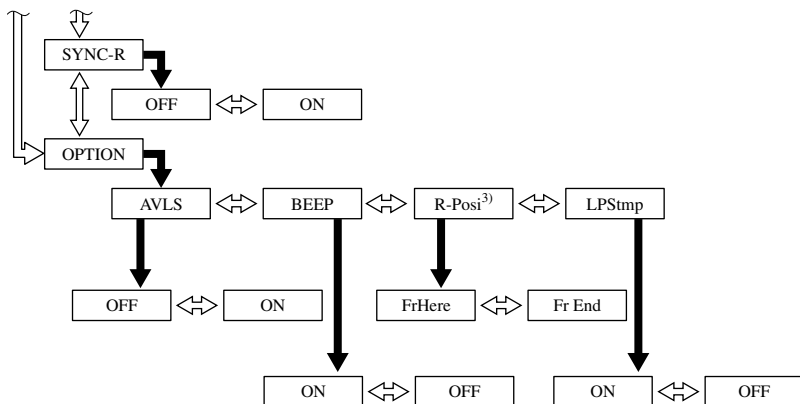 SYNC-R
OFF ON
OPTION
AVLS BEEP R-Posi3) LPStmp
OFF ON FrHere Fr End
ON OFF ON OFF